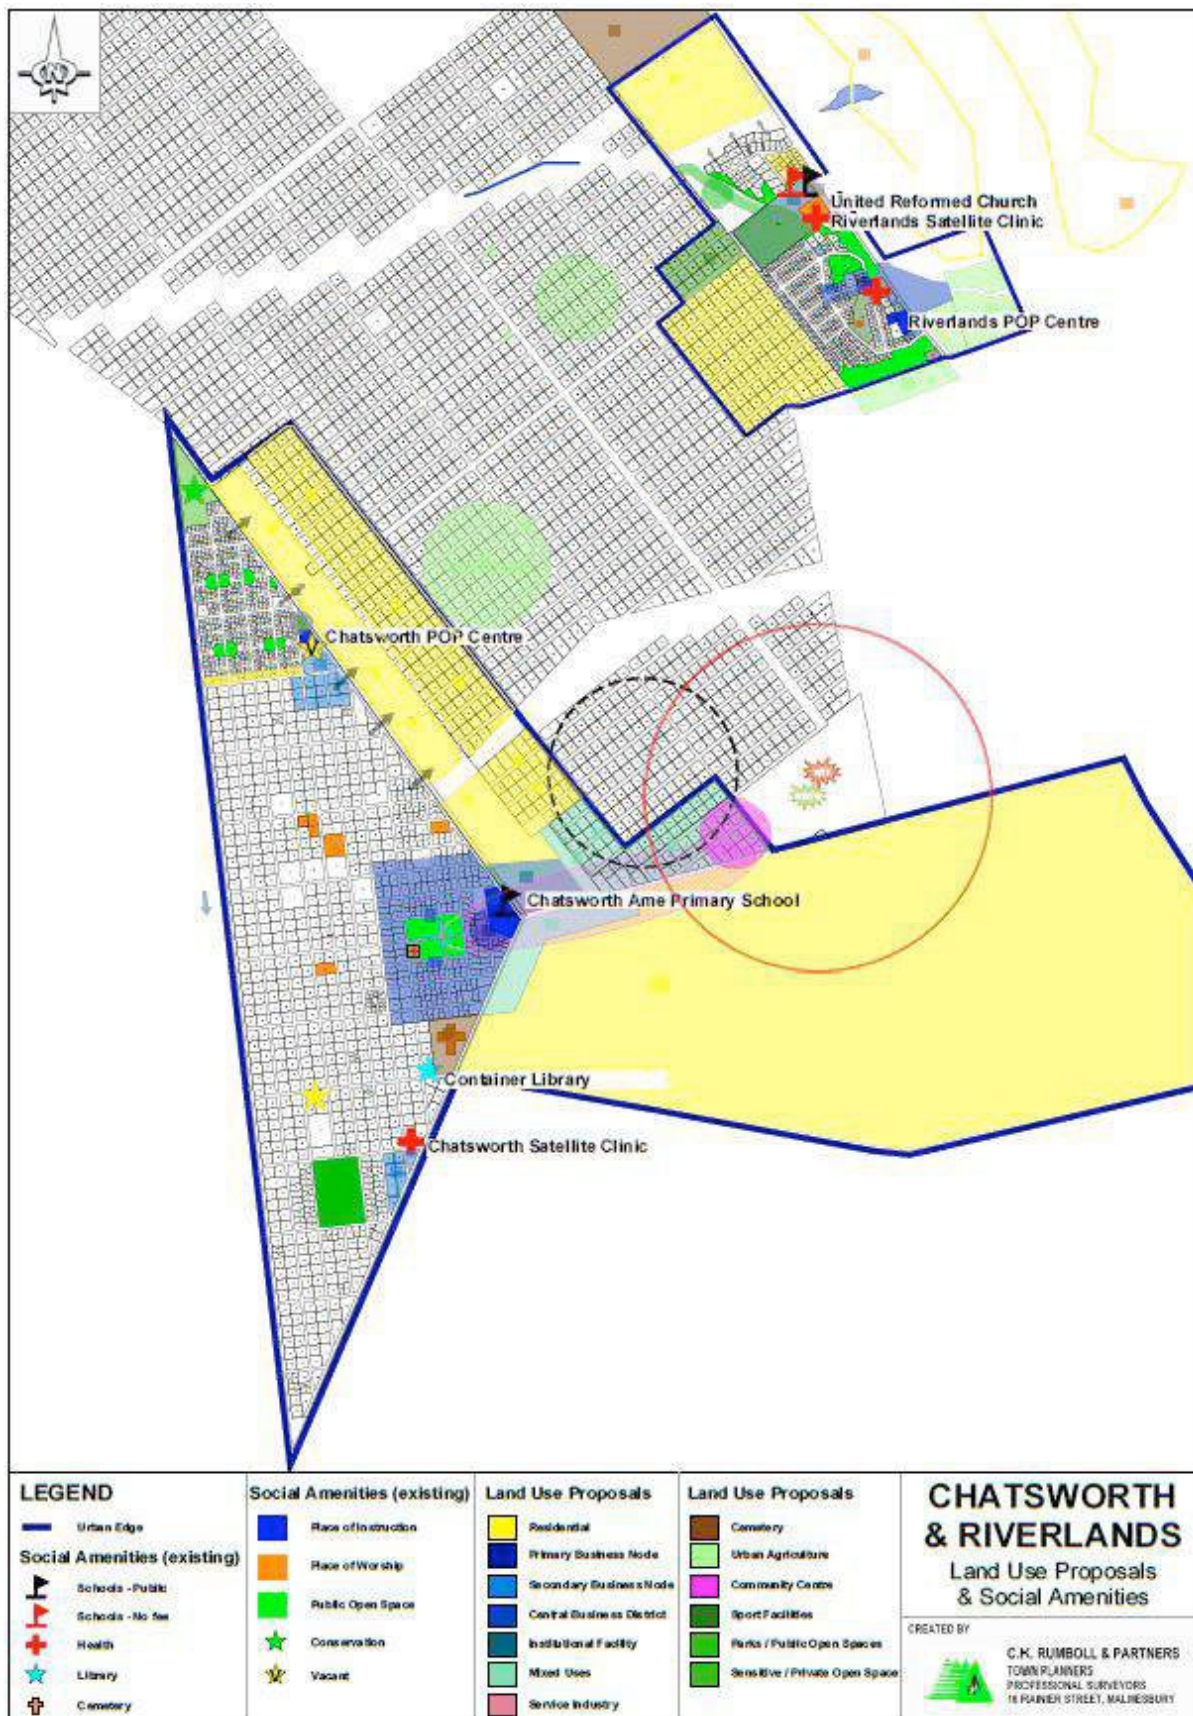 N
United Reformed Church
Riverlands Satellite Clinic
Riverlands POP Centre
Chatsworth POP Centre
Chatsworth Ame Primary School
Container Library
Chatsworth Satellite Clinic
LEGEND
Urban Edge
Social Amenities (existing)
Schools - Public
Schools - No fee
Health
Library
Cemetery
Social Amenities (existing)
Place of Instruction
Place of Worship
Public Open Space
Conservation
Vacant
Land Use Proposals
Residential
Primary Business Node
Secondary Business Node
Central Business District
Institutional Facility
Mixed Uses
Service Industry
Land Use Proposals
Cemetery
Urban Agriculture
Community Centre
Sport Facilities
Parks / Public Open Spaces
Sensitive / Private Open Space
CHATSWORTH
& RIVERLANDS
Land Use Proposals
& Social Amenities
CREATED BY
C.K. RUMBOLL & PARTNERS
TOWN PLANNERS
PROFESSIONAL SURVEYORS
16 RAINIER STREET, MALMESBURY